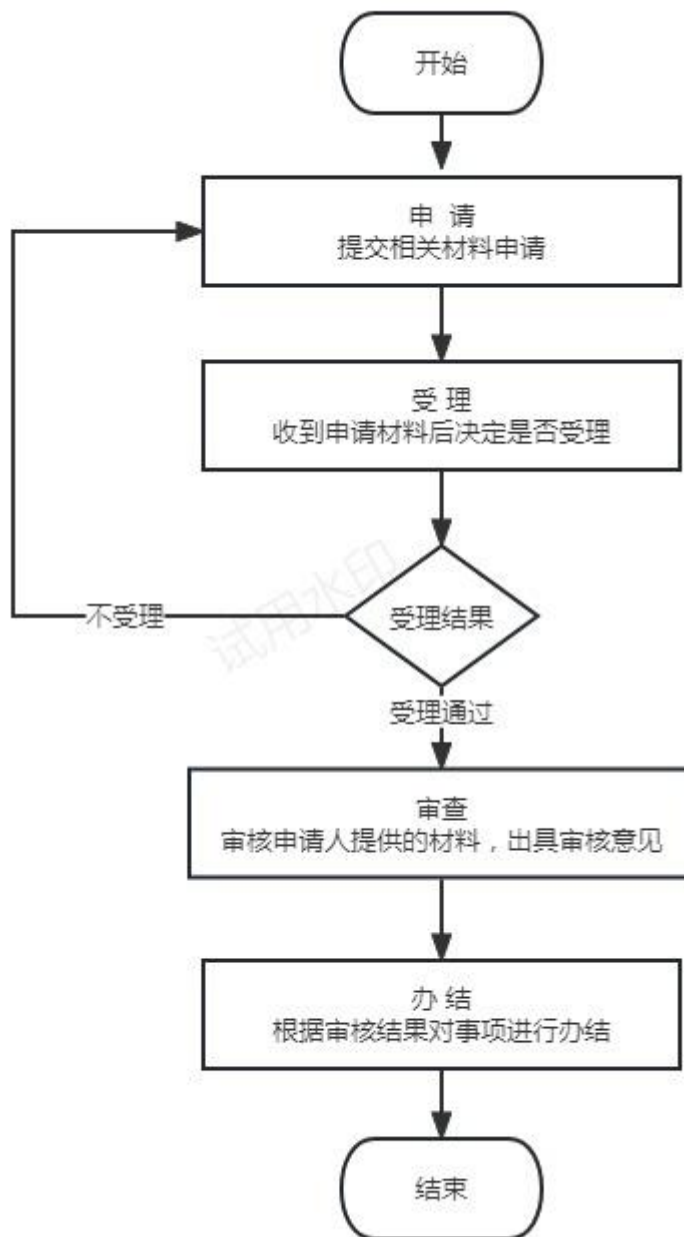 开始
申 请
提交相关材料申请
受 理
收到申请材料后决定是否受理
试用水印
不受理
受理结果
受理通过
审查
审核申请人提供的材料，出具审核意见
办 结
根据审核结果对事项进行办结
结束